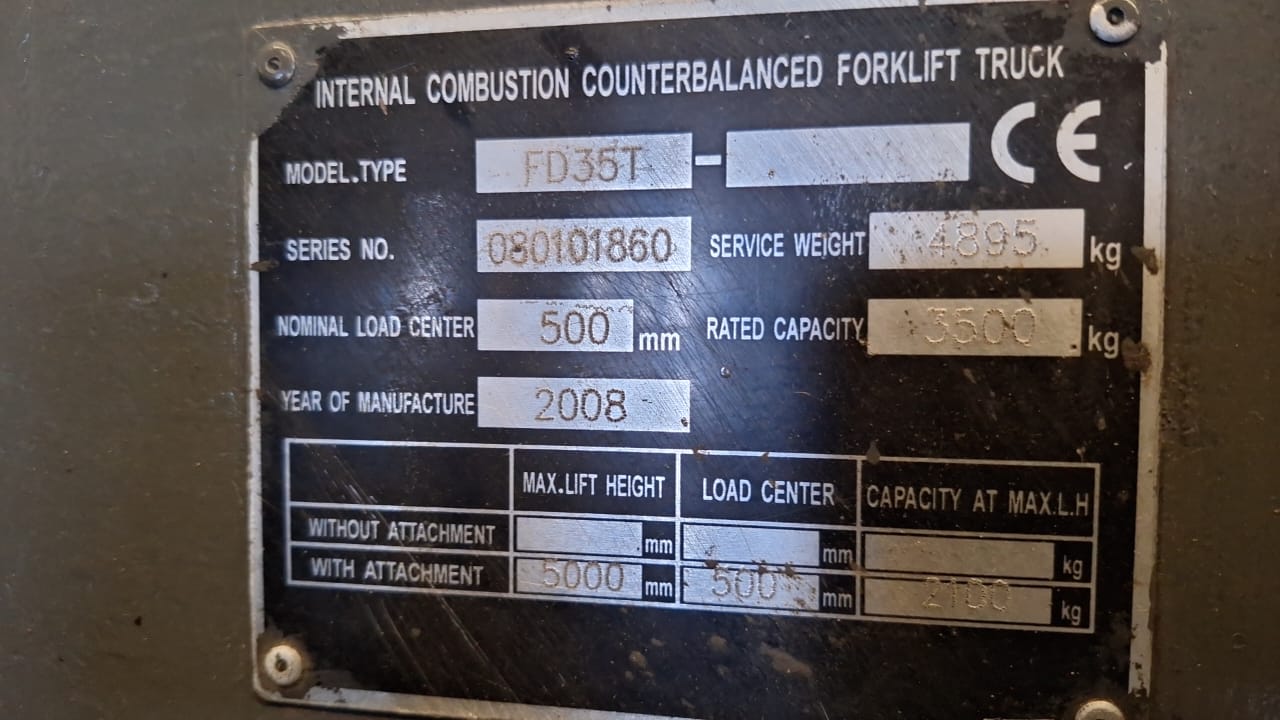 INTERNAL COMBUSTION COUNTERBALANCED FORKLIFT TRUCK
MODEL.TYPE FD35T - CE
SERIES NO. 080101860 SERVICE WEIGHT 4895 kg
NOMINAL LOAD CENTER 500 mm RATED CAPACITY 3500 kg
YEAR OF MANUFACTURE 2008
MAX.LIFT HEIGHT LOAD CENTER CAPACITY AT MAX.L.H
WITHOUT ATTACHMENT mm mm kg
WITH ATTACHMENT 5000 mm 500 mm 2100 kg